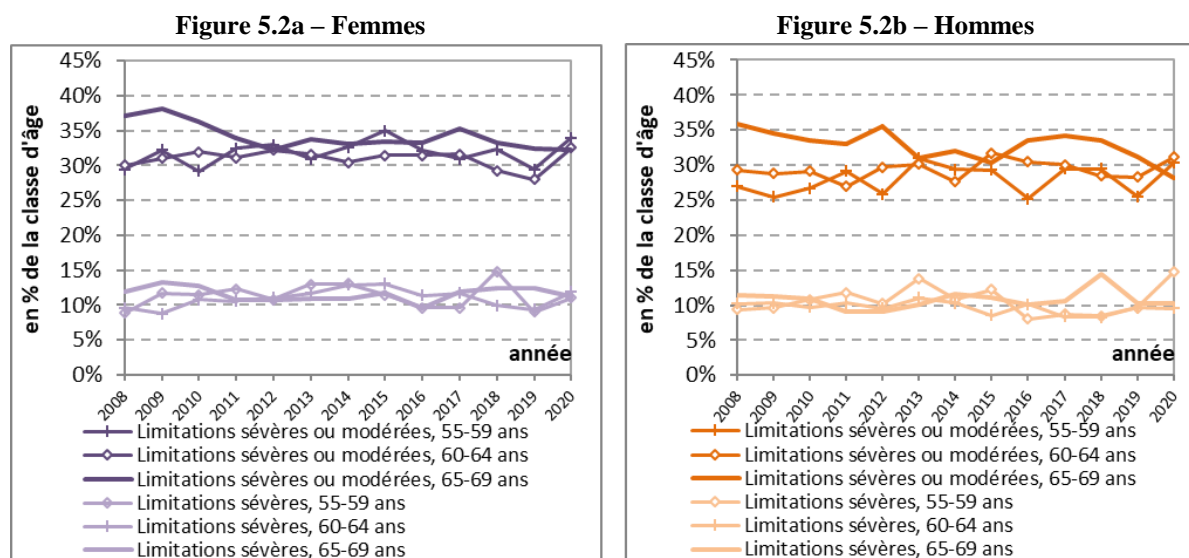 Figure 5.2a – Femmes
en % de la classe d'âge
45%
40%
35%
30%
25%
20%
15%
10%
5%
0%
année
2008 2009 2010 2011 2012 2013 2014 2015 2016 2017 2018 2019 2020
Limitations sévères ou modérées, 55-59 ans
Limitations sévères ou modérées, 60-64 ans
Limitations sévères ou modérées, 65-69 ans
Limitations sévères, 55-59 ans
Limitations sévères, 60-64 ans
Limitations sévères, 65-69 ans
Figure 5.2b – Hommes
en % de la classe d'âge
45%
40%
35%
30%
25%
20%
15%
10%
5%
0%
année
2008 2009 2010 2011 2012 2013 2014 2015 2016 2017 2018 2019 2020
Limitations sévères ou modérées, 55-59 ans
Limitations sévères ou modérées, 60-64 ans
Limitations sévères ou modérées, 65-69 ans
Limitations sévères, 55-59 ans
Limitations sévères, 60-64 ans
Limitations sévères, 65-69 ans